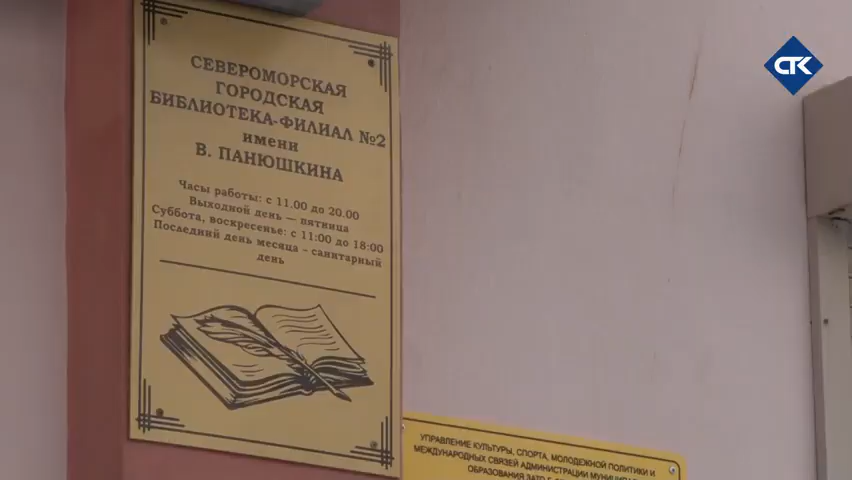 СЕВЕРОМОРСКАЯ
ГОРОДСКАЯ
БИБЛИОТЕКА-ФИЛИАЛ №2
имени
В. ПАНЮШКИНА
Часы работы: с 11.00 до 20.00
Выходной день — пятница
Суббота, воскресенье: с 11:00 до 18:00
Последний день месяца - санитарный
день
СТК
УПРАВЛЕНИЕ КУЛЬТУРЫ, СПОРТА, МОЛОДЕЖНОЙ ПОЛИТИКИ И
МЕЖДУНАРОДНЫХ СВЯЗЕЙ АДМИНИСТРАЦИИ
ОБРАЗОВАНИЯ ЗАТО